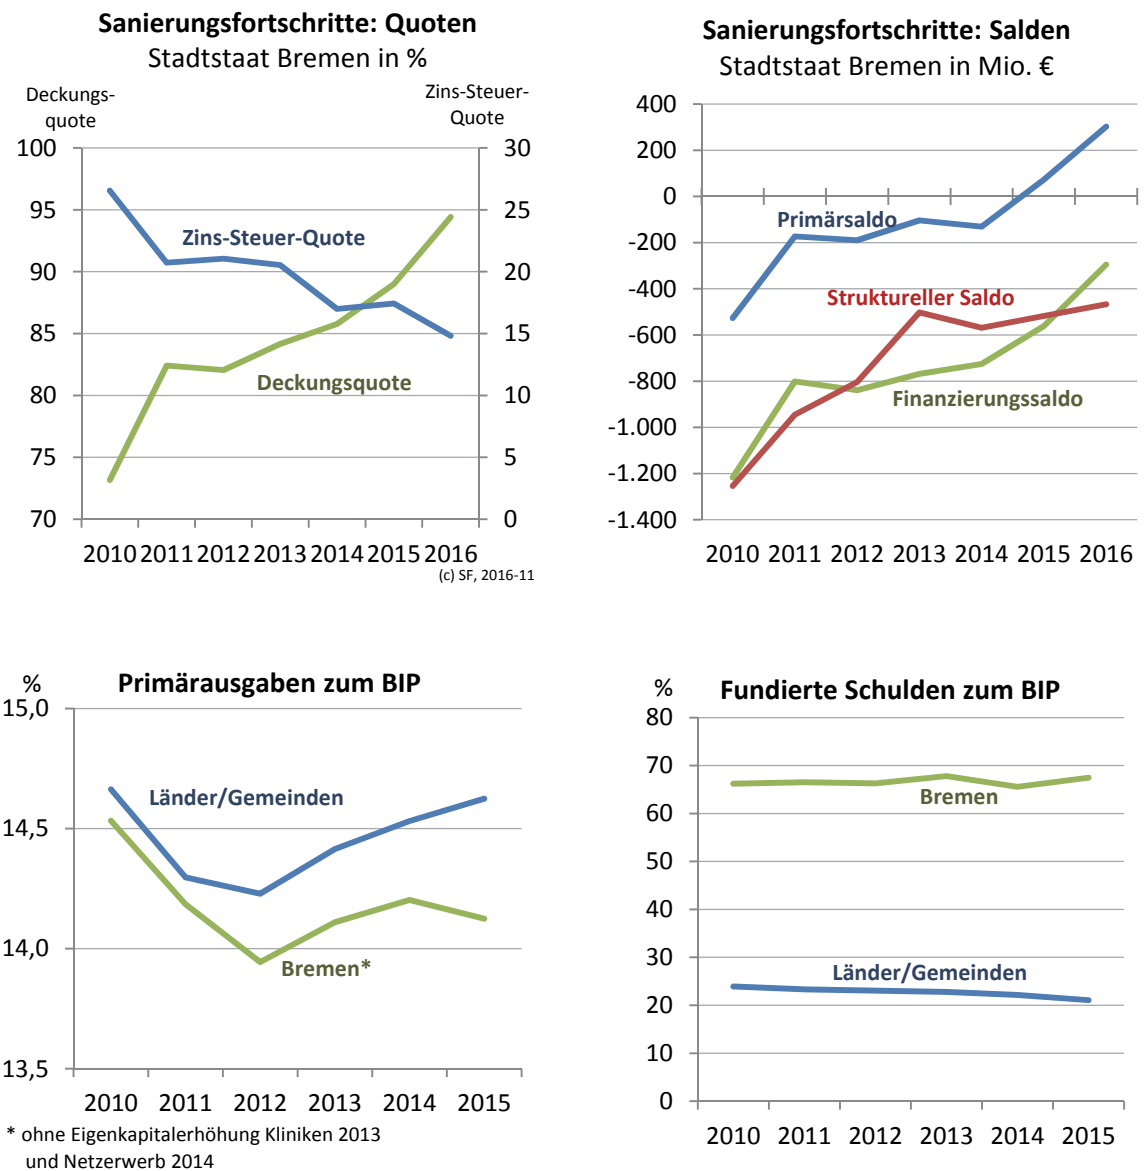 Sanierungsfortschritte: Quoten
Stadtstaat Bremen in %
Deckungs-
quote
Zins-Steuer-
Quote
100
95
90
85
80
75
70
30
25
20
15
10
5
0
Zins-Steuer-Quote
Deckungsquote
2010 2011 2012 2013 2014 2015 2016
(c) SF, 2016-11
Sanierungsfortschritte: Salden
Stadtstaat Bremen in Mio. €
400
200
0
-200
-400
-600
-800
-1.000
-1.200
-1.400
Primärsaldo
Struktureller Saldo
Finanzierungssaldo
2010 2011 2012 2013 2014 2015 2016
Primärausgaben zum BIP
%
15,0
14,5
14,0
13,5
Länder/Gemeinden
Bremen*
2010 2011 2012 2013 2014 2015
* ohne Eigenkapitalerhöhung Kliniken 2013
und Netzerwerb 2014
Fundierte Schulden zum BIP
%
80
70
60
50
40
30
20
10
0
Bremen
Länder/Gemeinden
2010 2011 2012 2013 2014 2015